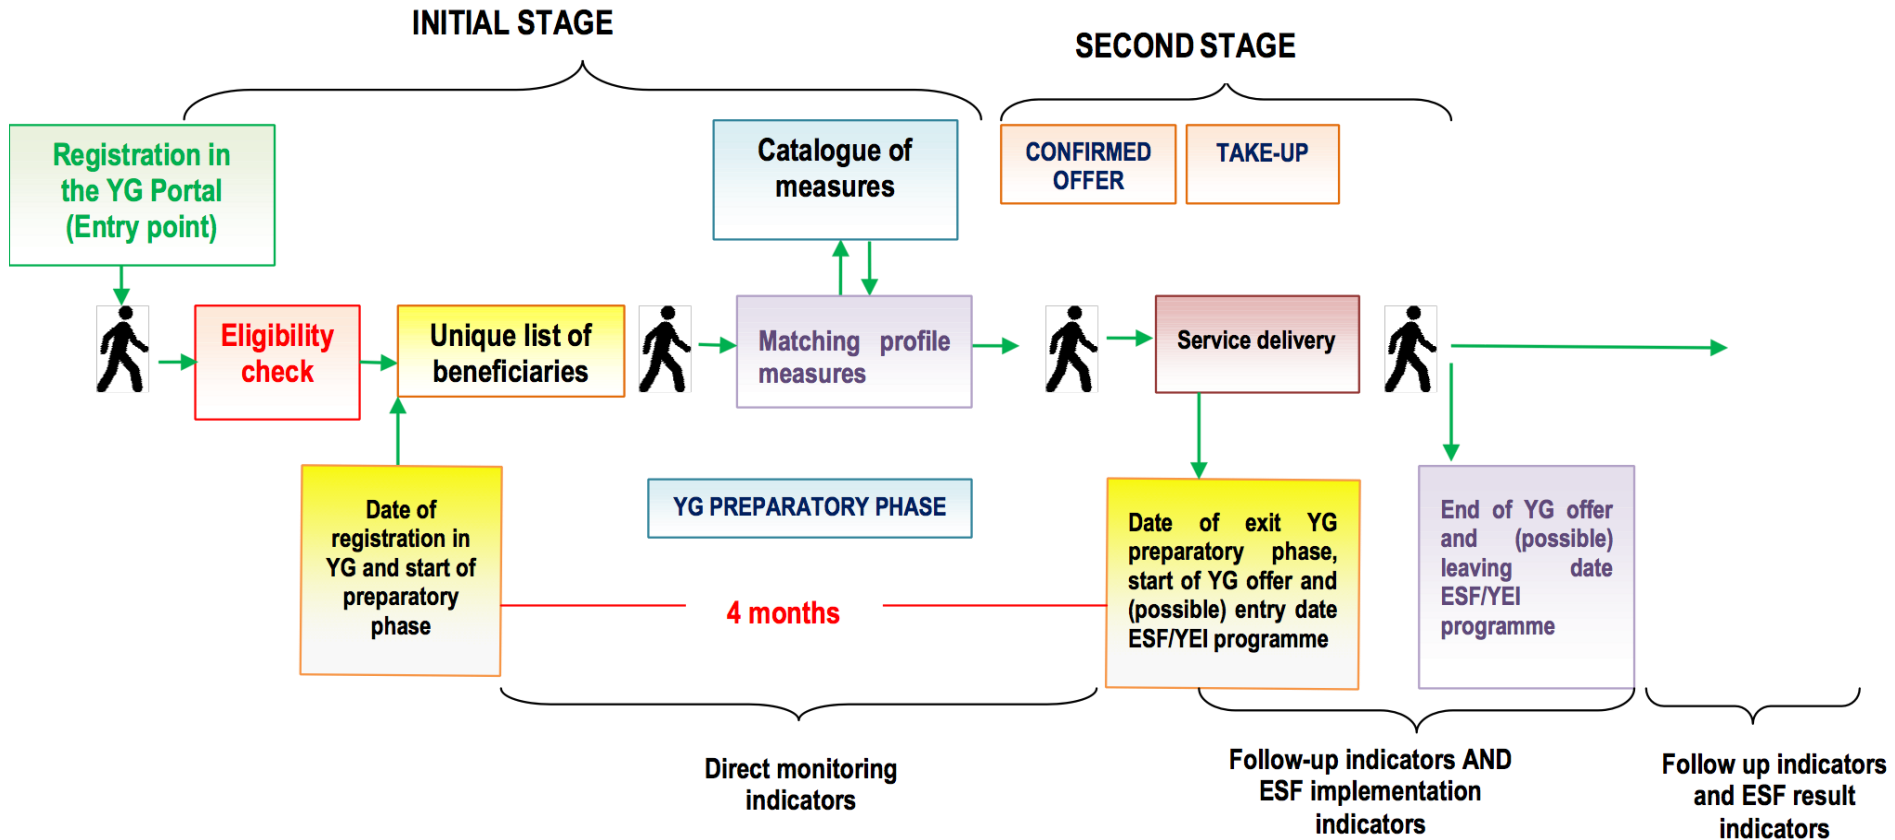 INITIAL STAGE
SECOND STAGE
Registration in
the YG Portal
(Entry point)
Catalogue of
measures
CONFIRMED
OFFER
TAKE-UP
Eligibility
check
Unique list of
beneficiaries
Matching profile
measures
Service delivery
Date of
registration in
YG and start of
preparatory
phase
YG PREPARATORY PHASE
4 months
Date of exit YG
preparatory phase,
start of YG offer and
(possible) entry date
ESF/YEI programme
End of YG offer
and (possible)
leaving date
ESF/YEI
programme
Direct monitoring
indicators
Follow-up indicators AND
ESF implementation
indicators
Follow up indicators
and ESF result
indicators